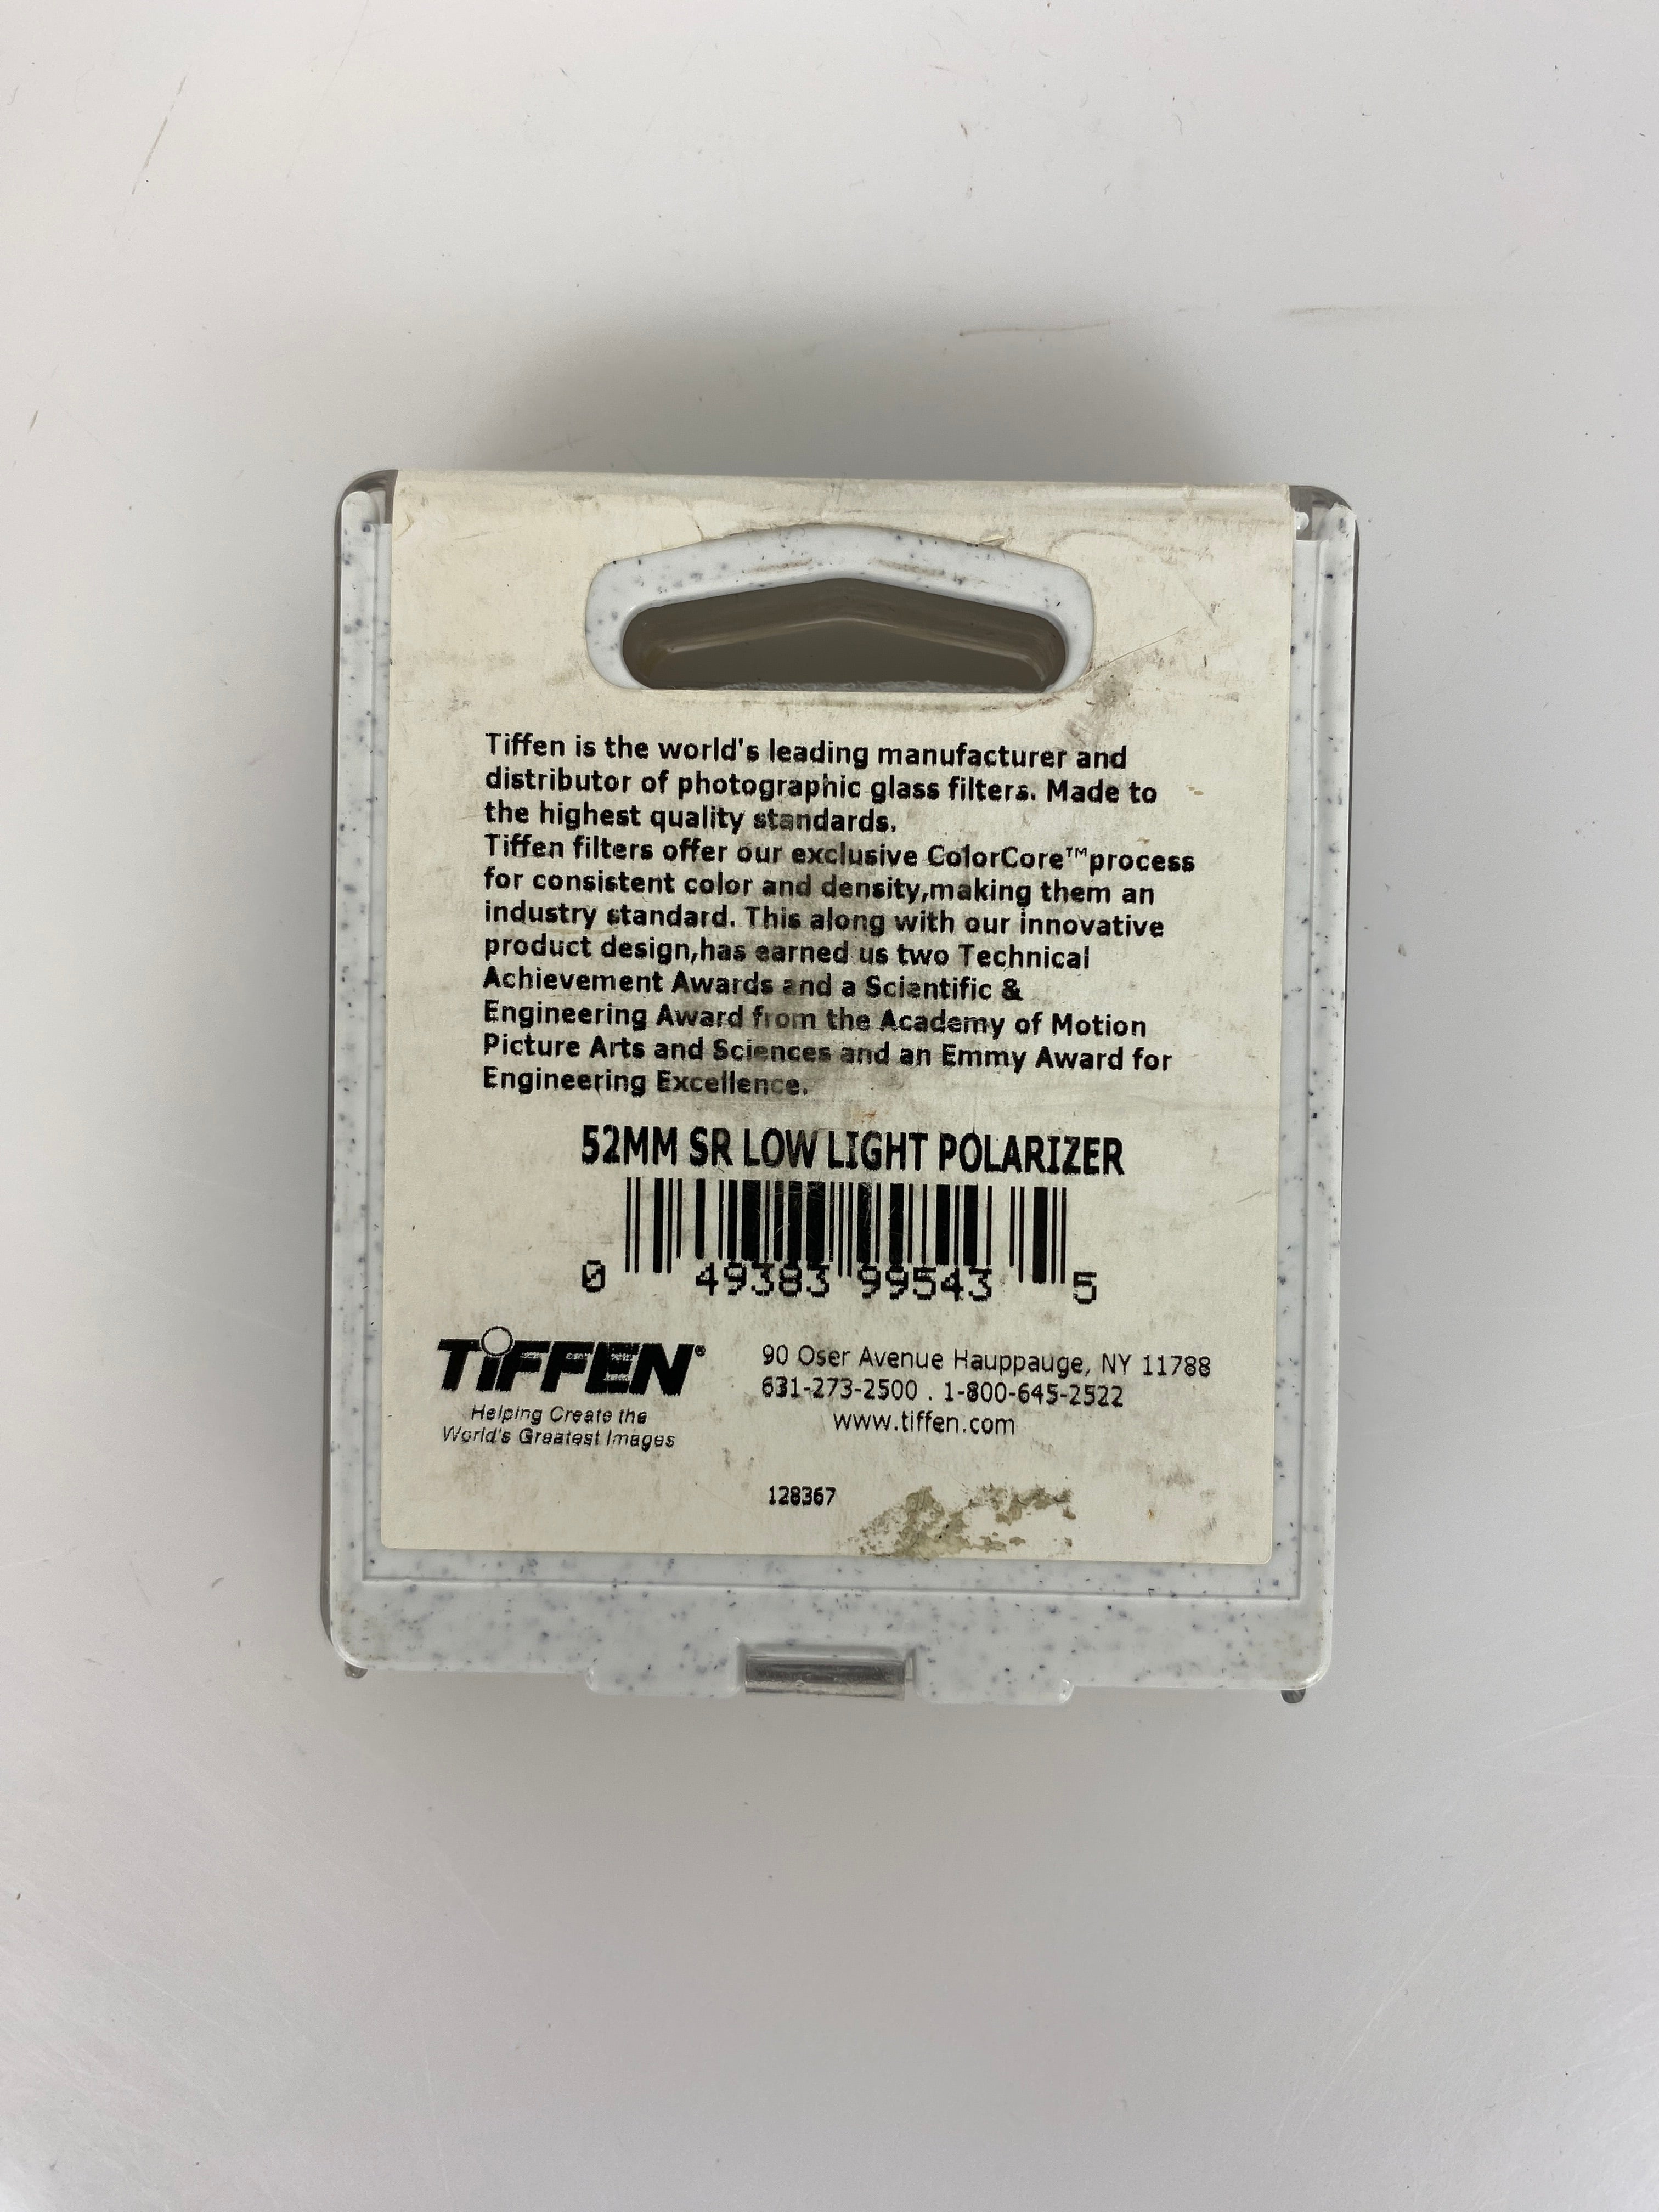 Tiffen is the world's leading manufacturer and
distributor of photographic glass filters. Made to
the highest quality standards.
Tiffen filters offer our exclusive ColorCore™process
for consistent color and density,making them an
industry standard. This along with our innovative
product design,has earned us two Technical
Achievement Awards and a Scientific &
Engineering Award from the Academy of Motion
Picture Arts and Sciences and an Emmy Award for
Engineering Excellence.
52MM SR LOW LIGHT POLARIZER
0 49383 99543 5
TiFFEN®
Helping Create the
World's Greatest Images
90 Oser Avenue Hauppauge, NY 11788
631-273-2500 . 1-800-645-2522
www.tiffen.com
128367